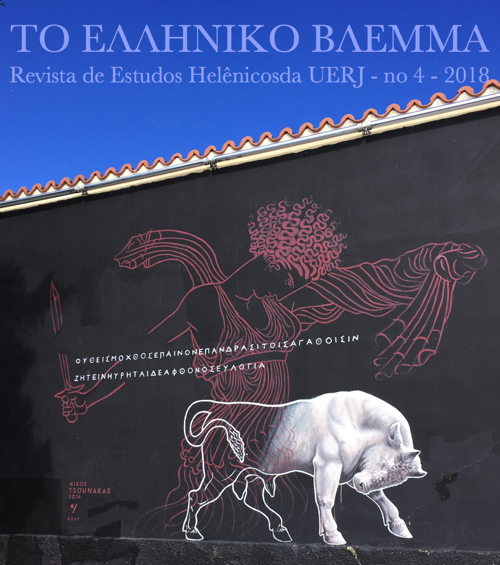 ΤΟ ΕΛΛΗΝΙΚΟ ΒΛΕΜΜΑ
Revista de Estudos Helênicosda UERJ - no 4 - 2018
ΟΥΘΕΙΣΜΟΧΘΟΣΕΠΑΙΝΟΝΕΠΑΝΔΡΑΣΙΤΟΙΣΑΓΑΘΟΙΣΙΝ
ΖΗΤΕΙΝΗΥΡΗΤΑΙΔΕΑΦΘΟΝΟΣΕΥΛΟΓΙΑ
NIKOS
TSOUNAKAS
2016